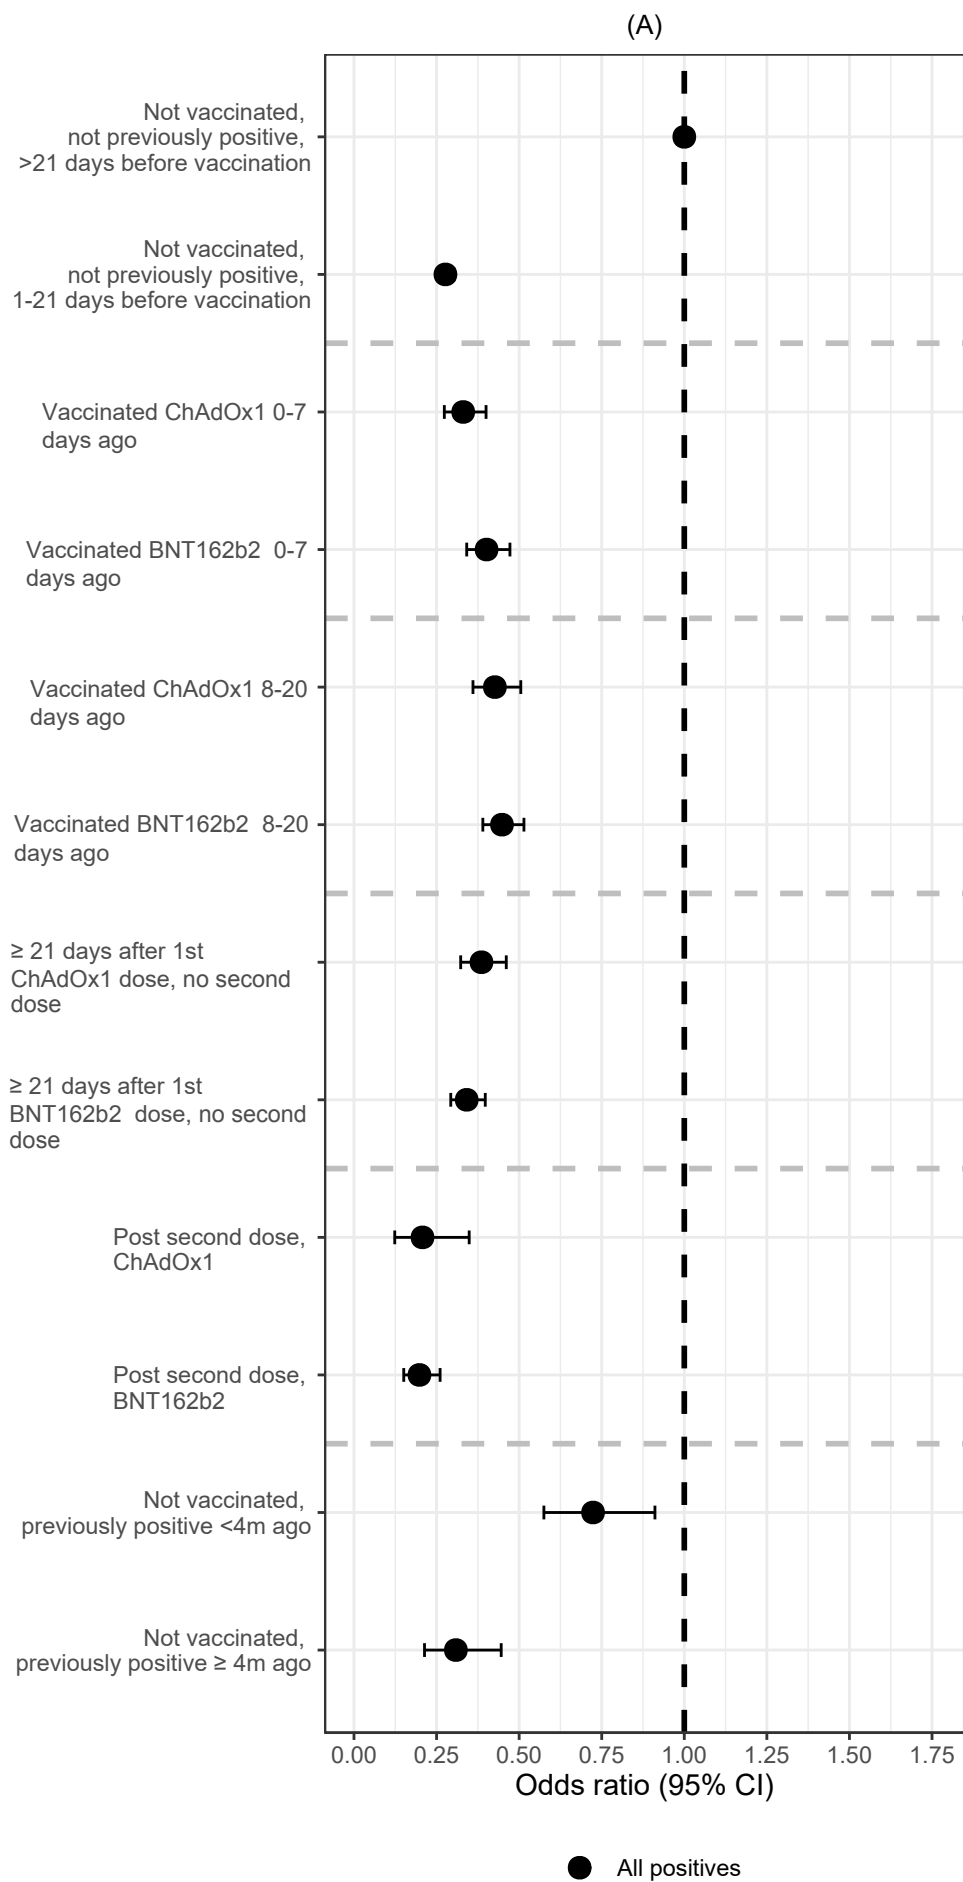 (A)
Not vaccinated,
not previously positive,
>21 days before vaccination
Not vaccinated,
not previously positive,
1-21 days before vaccination
Vaccinated ChAdOx1 0-7
days ago
Vaccinated BNT162b2 0-7
days ago
Vaccinated ChAdOx1 8-20
days ago
Vaccinated BNT162b2 8-20
days ago
≥ 21 days after 1st
ChAdOx1 dose, no second
dose
≥ 21 days after 1st
BNT162b2 dose, no second
dose
Post second dose,
ChAdOx1
Post second dose,
BNT162b2
Not vaccinated,
previously positive <4m ago
Not vaccinated,
previously positive ≥ 4m ago
0.00 0.25 0.50 0.75 1.00 1.25 1.50 1.75
Odds ratio (95% CI)
All positives